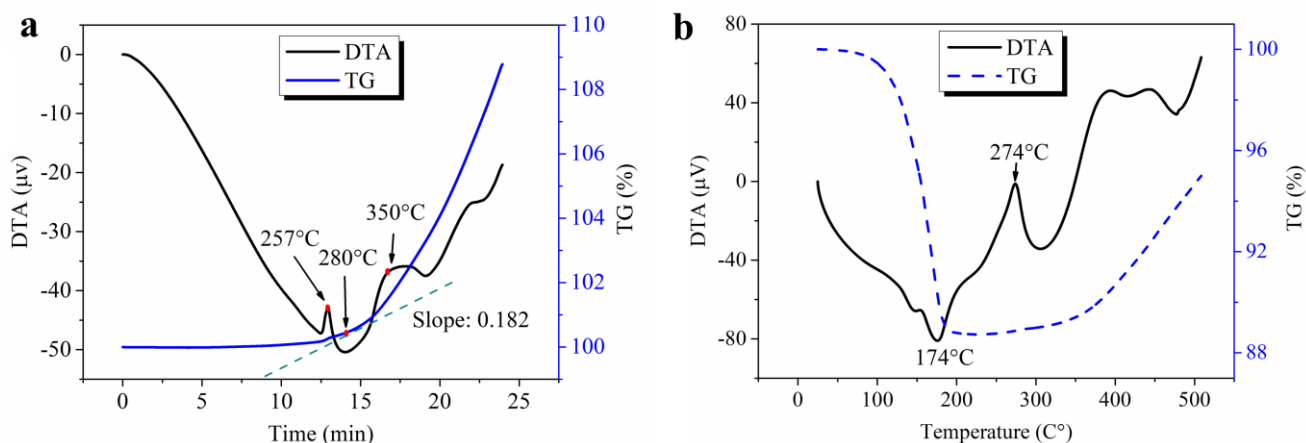 a
DTA
TG
257°C
280°C
350°C
Slope: 0.182
DTA (μv)
0
-10
-20
-30
-40
-50
0
5
10
15
20
25
Time (min)
110
108
106
104
102
100
TG (%)
b
DTA
TG
274°C
174°C
DTA (μV)
80
40
0
-40
-80
0
100
200
300
400
500
Temperature (C°)
100
96
92
88
TG (%)